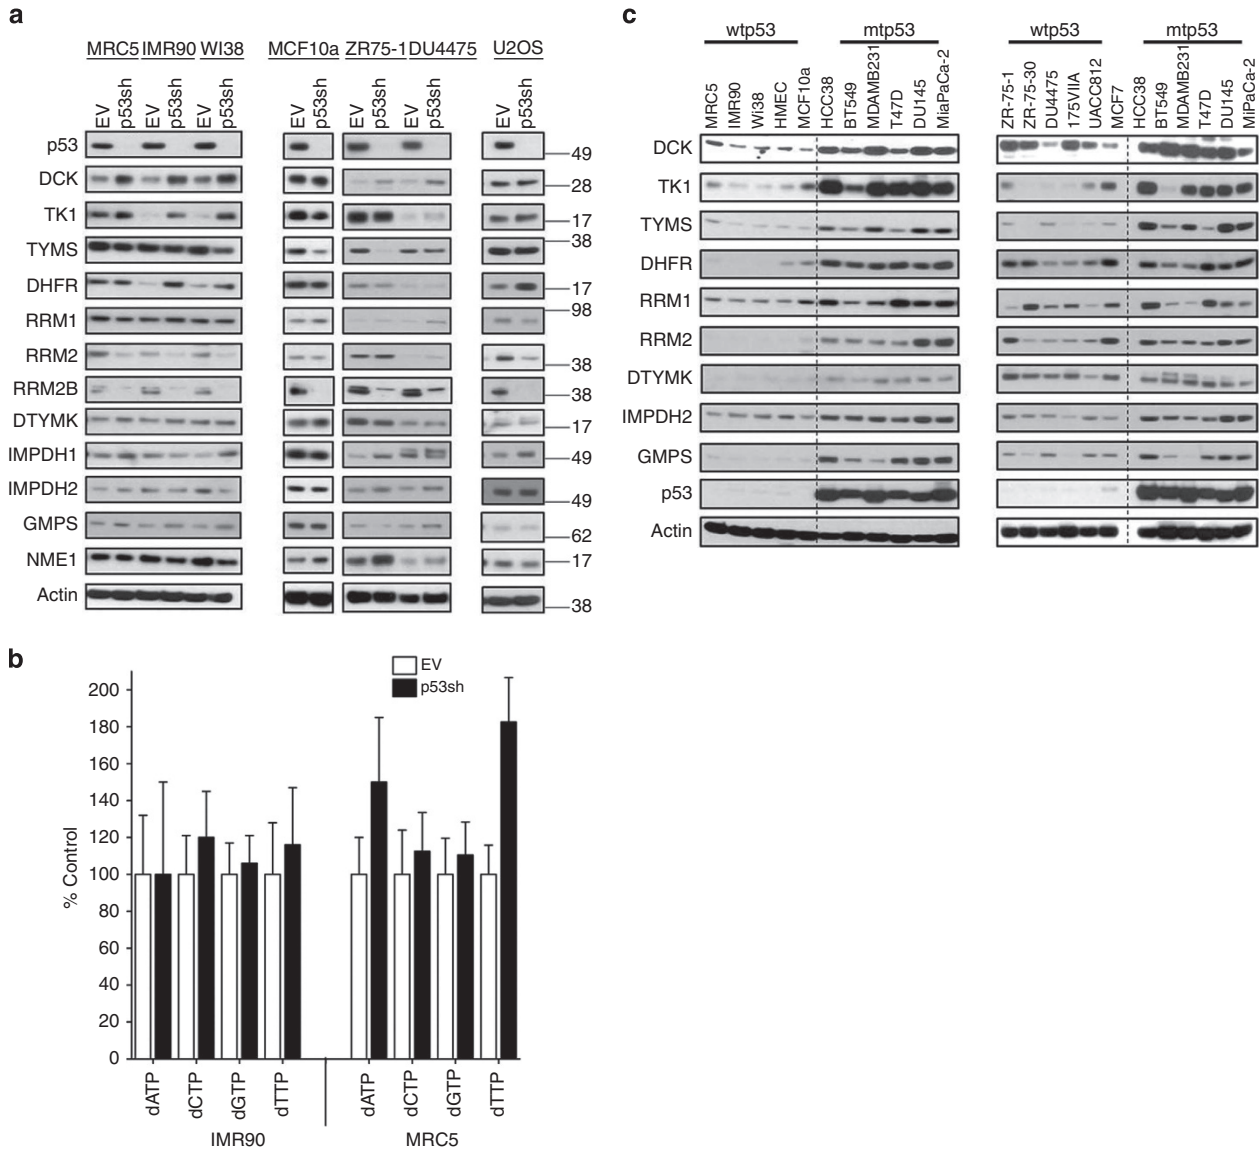 a
MRC5 IMR90 WI38 MCF10a ZR75-1 DU4475 U2OS
EV p53sh EV p53sh EV p53sh EV p53sh EV p53sh EV p53sh EV p53sh
p53 49
DCK 28
TK1 17
TYMS 38
DHFR 17
RRM1 98
RRM2 38
RRM2B 38
DTYMK 17
IMPDH1 49
IMPDH2 49
GMPS 62
NME1 17
Actin 38
b
EV
p53sh
% Control
200
180
160
140
120
100
80
60
40
20
0
dATP dCTP dGTP dTTP dATP dCTP dGTP dTTP
IMR90 MRC5
c
wtp53 mtp53 wtp53 mtp53
MRC5 IMR90 Wi38 HMEC MCF10a HCC38 BT549 MDAMB231 T47D DU145 MiaPaCa-2 ZR-75-1 ZR-75-30 DU4475 175VIIA UACC812 MCF7 HCC38 BT549 MDAMB231 T47D DU145 MIPaCa-2
DCK
TK1
TYMS
DHFR
RRM1
RRM2
DTYMK
IMPDH2
GMPS
p53
Actin